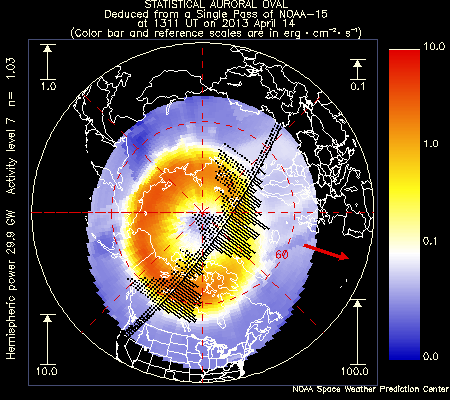 STATISTICAL AURORAL OVAL
Deduced from a Single Pass of NOAA-15
at 1311 UT on 2013 April 14
(Color bar and reference scales are in erg · cm⁻² · s⁻¹)
Hemispheric power 29.9 GW Activity level 7 n= 1.03
1.0
0.1
10.0
100.0
60
10.0
1.0
0.1
0.0
NOAA Space Weather Prediction Center